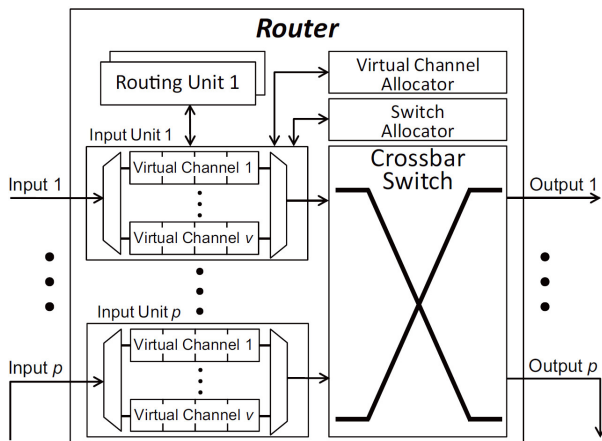 Router
Routing Unit 1
Virtual Channel
Allocator
Switch
Allocator
Input Unit 1
Crossbar
Switch
Virtual Channel 1
Input 1
Output 1
Virtual Channel v
Input Unit p
Virtual Channel 1
Input p
Output p
Virtual Channel v